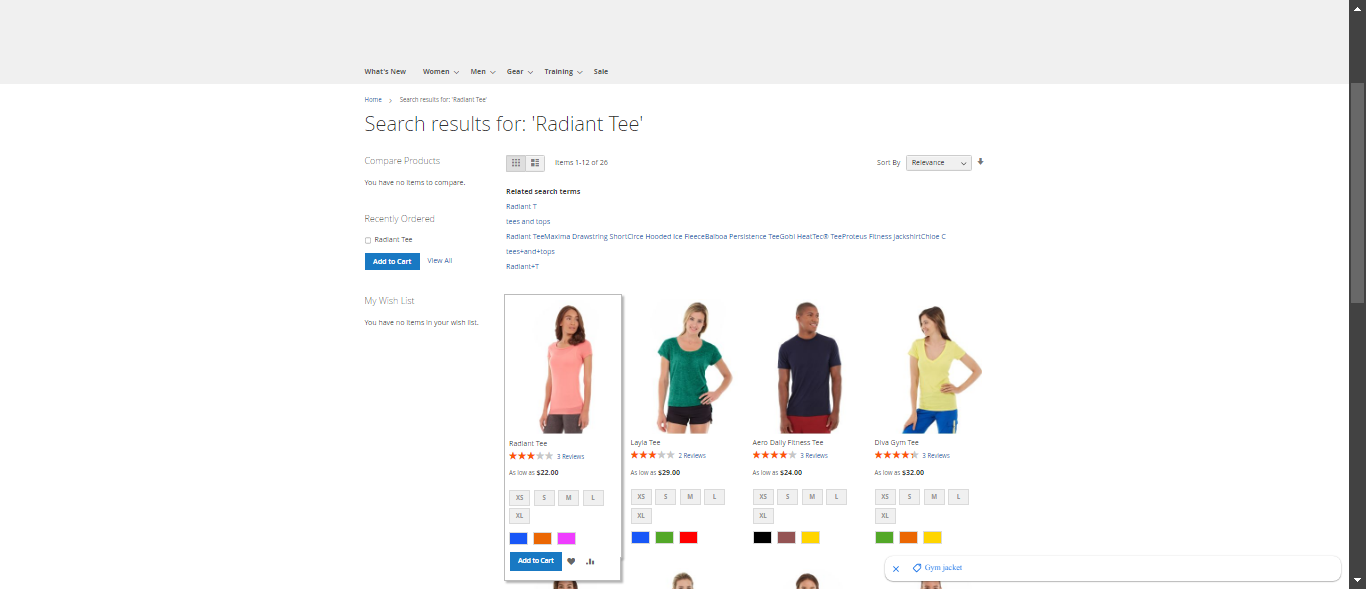 What's New Women Men Gear Training Sale
Home Search results for: 'Radiant Tee'
Search results for: 'Radiant Tee'
Compare Products
You have no items to compare.
Recently Ordered
Radiant Tee
Add to Cart View All
My Wish List
You have no items in your wish list.
Items 1-12 of 26
Sort By Relevance
Related search terms
Radiant T
tees and tops
Radiant TeeMaxima Drawstring ShortCirce Hooded Ice FleeceBalboa Persistence TeeGobi HeatTec® TeeProteus Fitness JackshirtChloe C
tees+and+tops
Radiant+T
Radiant Tee
3 Reviews
As low as $22.00
XS S M L
XL
Add to Cart
Layla Tee
2 Reviews
As low as $29.00
XS S M L
XL
Aero Daily Fitness Tee
3 Reviews
As low as $24.00
XS S M L
XL
Diva Gym Tee
3 Reviews
As low as $32.00
XS S M L
XL
Gym jacket